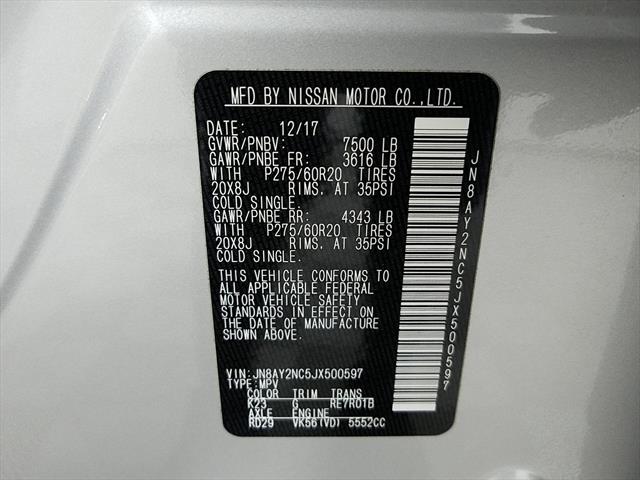 MFD BY NISSAN MOTOR CO.,LTD.
DATE: 12/17
GVWR/PNBV: 7500 LB
GAWR/PNBE FR: 3616 LB
WITH P275/60R20 TIRES
20X8J RIMS, AT 35PSI
COLD SINGLE.
GAWR/PNBE RR: 4343 LB
WITH P275/60R20 TIRES
20X8J RIMS, AT 35PSI
COLD SINGLE.
THIS VEHICLE CONFORMS TO
ALL APPLICABLE FEDERAL
MOTOR VEHICLE SAFETY
STANDARDS IN EFFECT ON
THE DATE OF MANUFACTURE
SHOWN ABOVE.
VIN: JN8AY2NC5JX500597
TYPE: MPV
COLOR TRIM TRANS
K23 G RE7R01B
AXLE ENGINE
RD29 VK56(VD) 5552CC
JN8AY2NC5JX500597